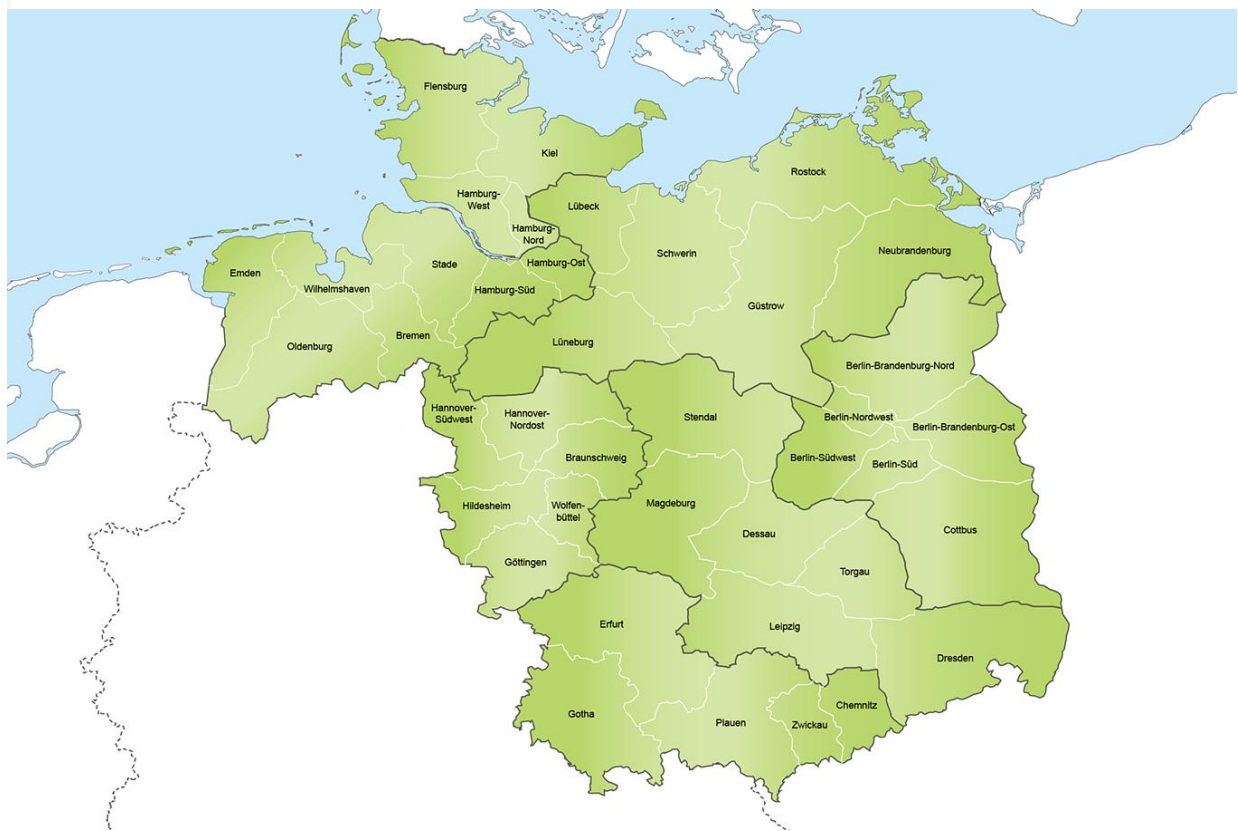 Flensburg
Kiel
Rostock
Hamburg-
West
Lübeck
Hamburg-
Nord
Schwerin
Neubrandenburg
Stade
Hamburg-Ost
Emden
Wilhelmshaven
Hamburg-Süd
Güstrow
Bremen
Oldenburg
Lüneburg
Berlin-Brandenburg-Nord
Hannover-
Südwest
Hannover-
Nordost
Stendal
Berlin-Nordwest
Berlin-Brandenburg-Ost
Braunschweig
Berlin-Südwest
Berlin-Süd
Hildesheim
Wolfen-
büttel
Magdeburg
Cottbus
Dessau
Göttingen
Torgau
Erfurt
Leipzig
Dresden
Gotha
Plauen
Zwickau
Chemnitz